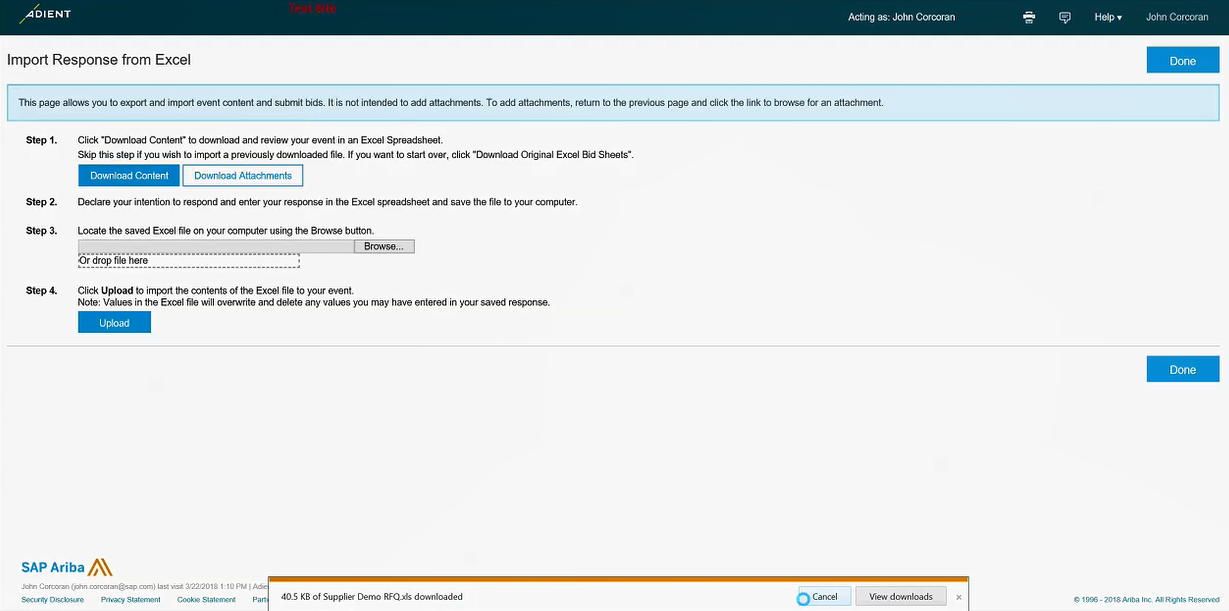 ADIENT
Test Site
Acting as: John Corcoran
Help ▾
John Corcoran
Import Response from Excel
Done
This page allows you to export and import event content and submit bids. It is not intended to add attachments. To add attachments, return to the previous page and click the link to browse for an attachment.
Step 1. Click "Download Content" to download and review your event in an Excel Spreadsheet.
Skip this step if you wish to import a previously downloaded file. If you want to start over, click "Download Original Excel Bid Sheets".
Download Content Download Attachments
Step 2. Declare your intention to respond and enter your response in the Excel spreadsheet and save the file to your computer.
Step 3. Locate the saved Excel file on your computer using the Browse button.
Browse...
Or drop file here
Step 4. Click Upload to import the contents of the Excel file to your event.
Note: Values in the Excel file will overwrite and delete any values you may have entered in your saved response.
Upload
Done
SAP Ariba
John Corcoran (john.corcoran@sap.com) last visit 3/22/2018 1:10 PM | Adie
Security Disclosure Privacy Statement Cookie Statement Parti
40.5 KB of Supplier Demo RFQ.xls downloaded
Cancel View downloads ×
© 1996 - 2018 Ariba Inc. All Rights Reserved